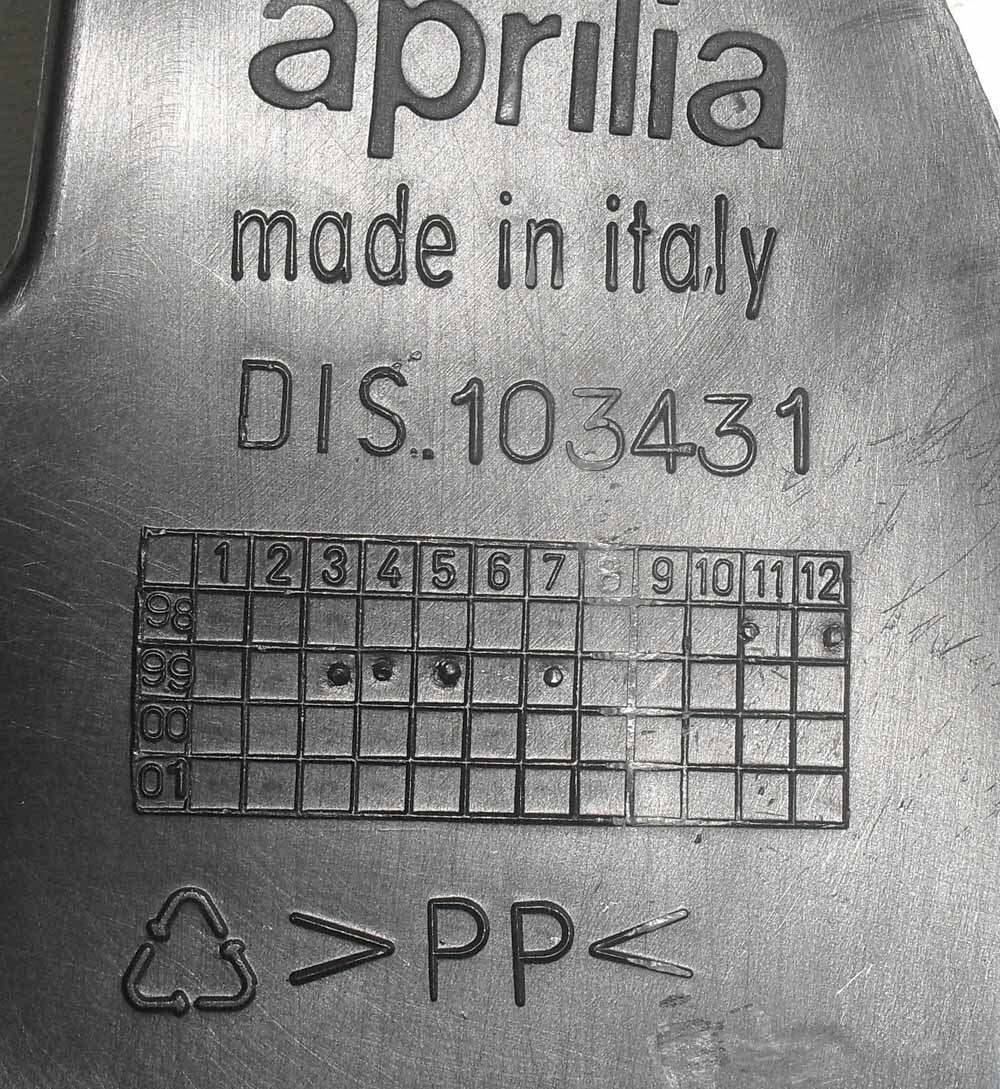 aprilia
made in italy
DIS. 103431
1 2 3 4 5 6 7 8 9 10 11 12
98
99
00
01
>PP<